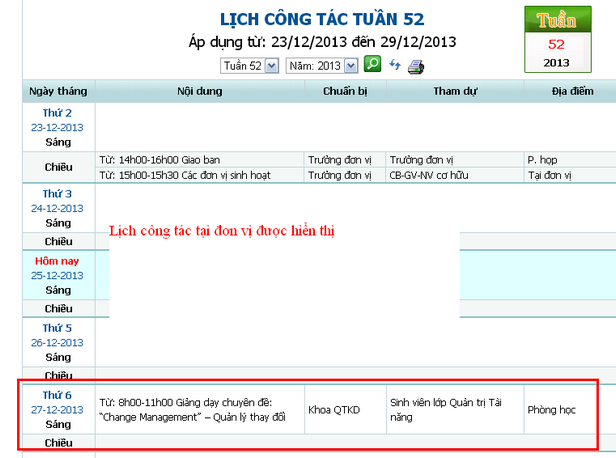 LỊCH CÔNG TÁC TUẦN 52
Áp dụng từ: 23/12/2013 đến 29/12/2013
Tuần 52 Năm: 2013
Tuần
52
2013
Ngày tháng Nội dung Chuẩn bị Tham dự Địa điểm
Thứ 2
23-12-2013
Sáng
Chiều
Từ: 14h00-16h00 Giao ban Trưởng đơn vị Trưởng đơn vị P. họp
Từ: 15h00-15h30 Các đơn vị sinh hoạt Trưởng đơn vị CB-GV-NV cơ hữu Tại đơn vị
Thứ 3
24-12-2013
Sáng
Lịch công tác tại đơn vị được hiển thị
Chiều
Hôm nay
25-12-2013
Sáng
Chiều
Thứ 5
26-12-2013
Sáng
Chiều
Thứ 6
27-12-2013
Sáng
Từ: 8h00-11h00 Giảng dạy chuyên đề:
"Change Management" – Quản lý thay đổi
Khoa QTKD
Sinh viên lớp Quản trị Tài
năng
Phòng học
Chiều